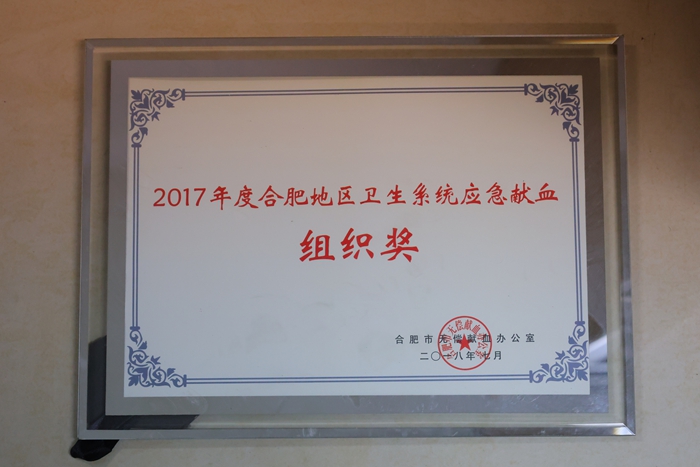 2017年度合肥地区卫生系统应急献血
组织奖
合肥市无偿献血办公室
二〇一八年七月